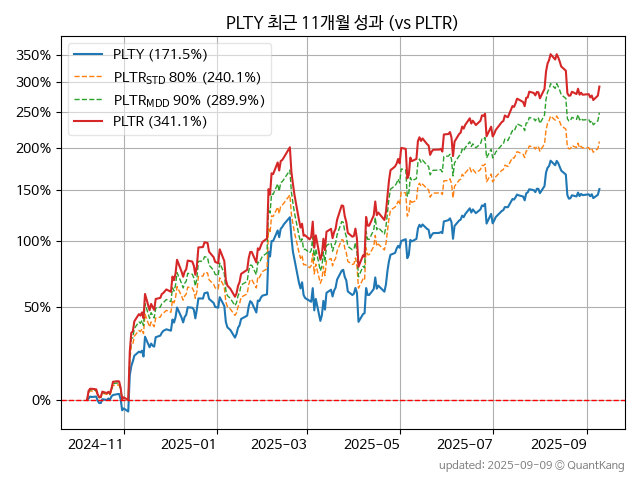 PLTY 최근 11개월 성과 (vs PLTR)
PLTY (171.5%)
PLTR_STD 80% (240.1%)
PLTR_MDD 90% (289.9%)
PLTR (341.1%)
350%
300%
250%
200%
150%
100%
50%
0%
2024-11 2025-01 2025-03 2025-05 2025-07 2025-09
updated: 2025-09-09 © QuantKang